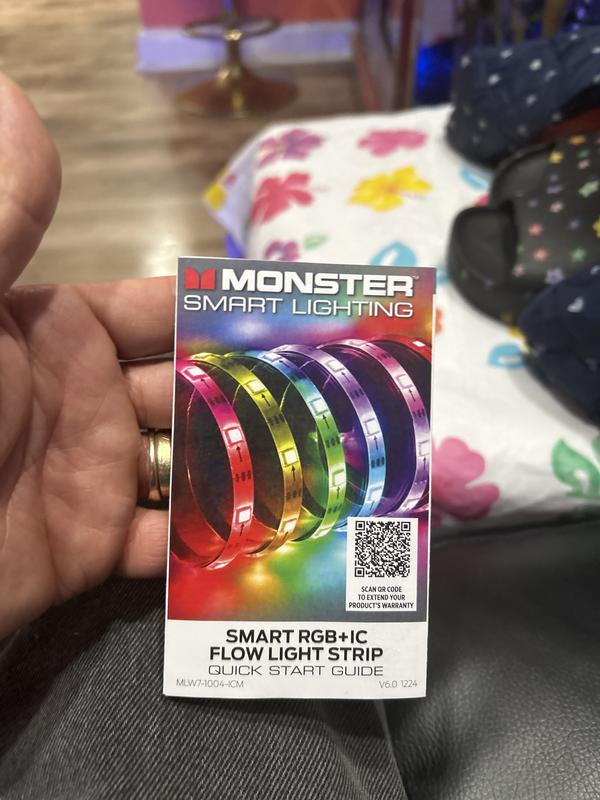 MONSTER™
SMART LIGHTING
SCAN QR CODE
TO EXTEND YOUR
PRODUCT'S WARRANTY
SMART RGB+IC
FLOW LIGHT STRIP
QUICK START GUIDE
MLW7-1004-ICM V6.0 1224